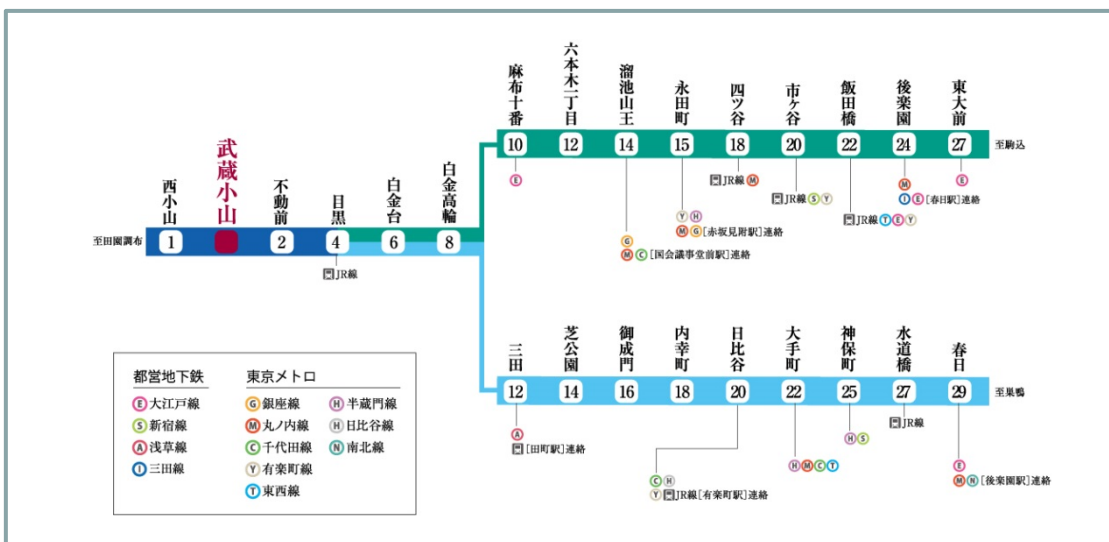 麻布十番
六本木一丁目
溜池山王
永田町
四ツ谷
市ヶ谷
飯田橋
後楽園
東大前
10 12 14 15 18 20 22 24 27 至駒込
E
JR線 M
JR線 S Y
M
I E [春日駅]連絡
E
Y H
M G [赤坂見附駅]連絡
JR線 T E Y
G
M C [国会議事堂前駅]連絡
西小山
武蔵小山
不動前
目黒
白金台
白金高輪
至田園調布 1 2 4 6 8
JR線
三田
芝公園
御成門
内幸町
日比谷
大手町
神保町
水道橋
春日
12 14 16 18 20 22 25 27 29 至巣鴨
A
[田町駅]連絡
C H
Y JR線[有楽町駅]連絡
H M C T
H S
JR線
E
M N [後楽園駅]連絡
都営地下鉄
E 大江戸線
S 新宿線
A 浅草線
I 三田線
東京メトロ
G 銀座線
M 丸ノ内線
C 千代田線
Y 有楽町線
T 東西線
H 半蔵門線
H 日比谷線
N 南北線